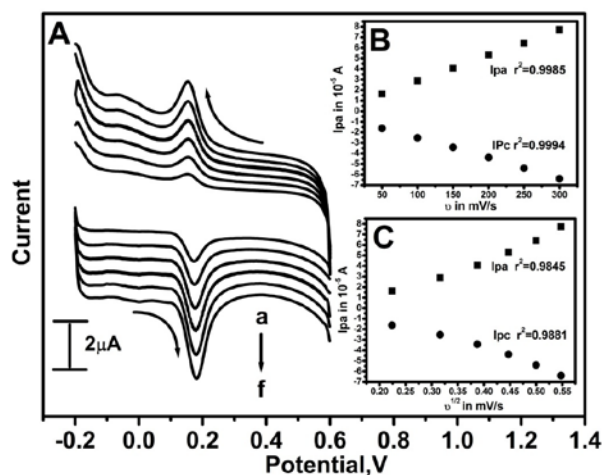 A
Current
2μA
a
f
-0.2 0.0 0.2 0.4 0.6 0.8 1.0 1.2 1.4
Potential,V
B
Ipa in 10⁻⁵ A
8
7
6
5
4
3
2
1
0
-1
-2
-3
-4
-5
-6
-7
Ipa r²=0.9985
IPc r²=0.9994
50 100 150 200 250 300
υ in mV/s
C
Ipa in 10⁻⁵ A
8
7
6
5
4
3
2
1
0
-1
-2
-3
-4
-5
-6
-7
Ipa r²=0.9845
Ipc r²=0.9881
0.20 0.25 0.30 0.35 0.40 0.45 0.50 0.55
υ^1/2 in mV/s